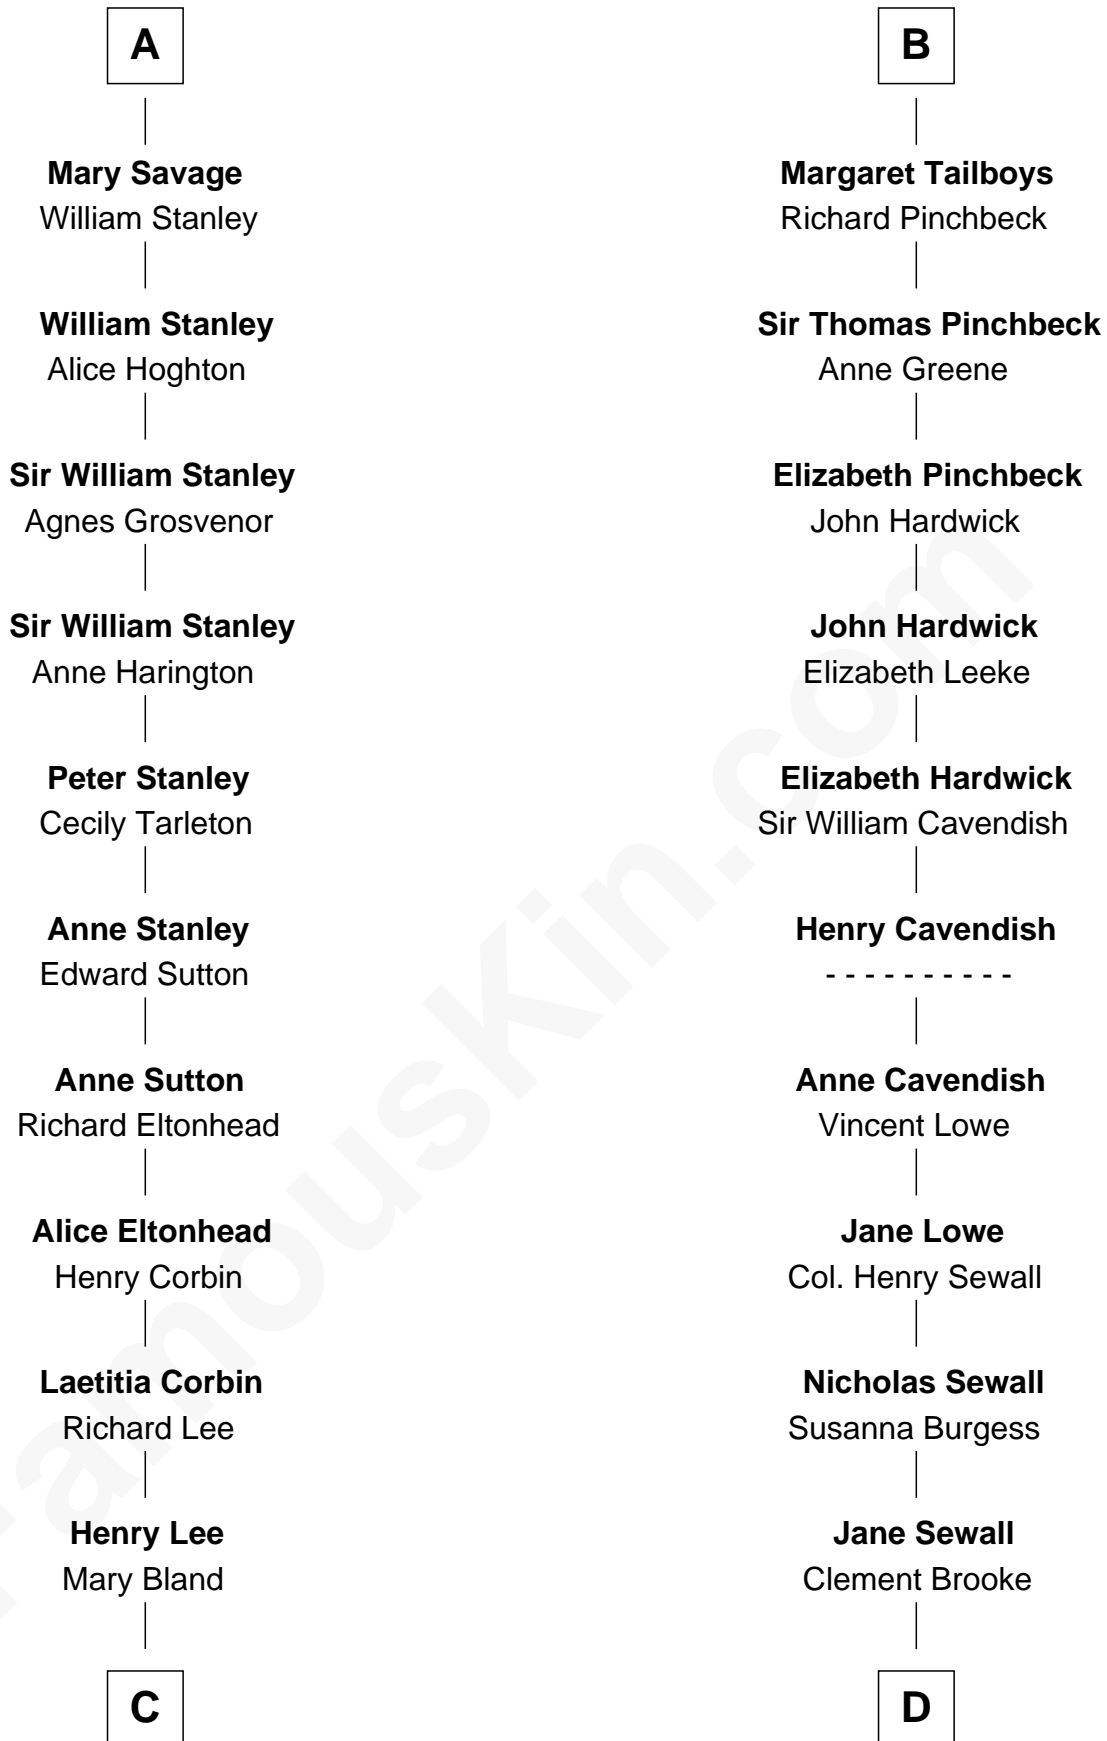 A
Mary Savage
William Stanley
William Stanley
Alice Hoghton
Sir William Stanley
Agnes Grosvenor
Sir William Stanley
Anne Harington
Peter Stanley
Cecily Tarleton
Anne Stanley
Edward Sutton
Anne Sutton
Richard Eltonhead
Alice Eltonhead
Henry Corbin
Laetitia Corbin
Richard Lee
Henry Lee
Mary Bland
C
B
Margaret Tailboys
Richard Pinchbeck
Sir Thomas Pinchbeck
Anne Greene
Elizabeth Pinchbeck
John Hardwick
John Hardwick
Elizabeth Leeke
Elizabeth Hardwick
Sir William Cavendish
Henry Cavendish
- - - - - - - - - -
Anne Cavendish
Vincent Lowe
Jane Lowe
Col. Henry Sewall
Nicholas Sewall
Susanna Burgess
Jane Sewall
Clement Brooke
D
FamousKin.com